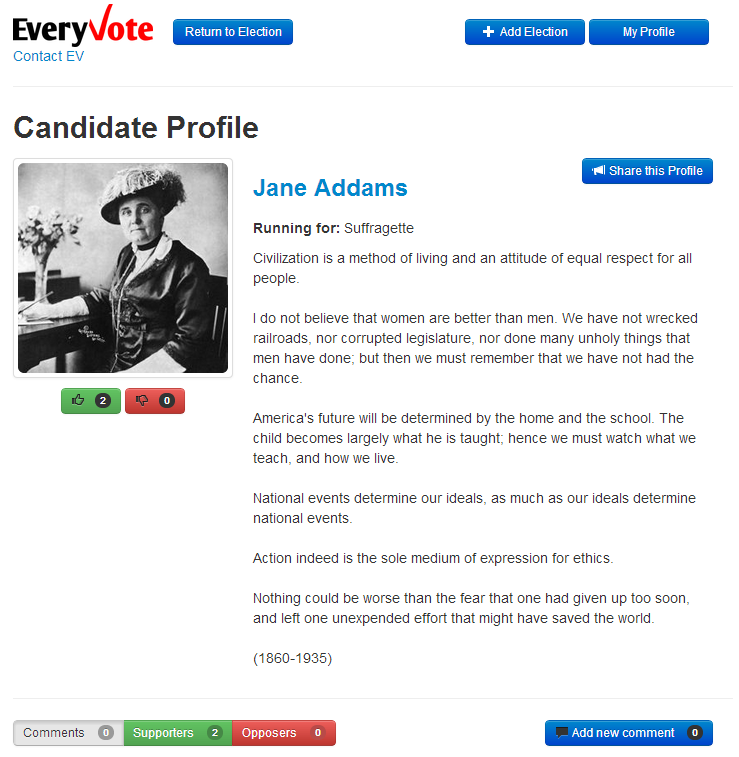 EveryVote
Return to Election
Add Election
My Profile
Contact EV
Candidate Profile
Share this Profile
Jane Addams
Running for: Suffragette
Civilization is a method of living and an attitude of equal respect for all
people.
I do not believe that women are better than men. We have not wrecked
railroads, nor corrupted legislature, nor done many unholy things that
men have done; but then we must remember that we have not had the
chance.
America's future will be determined by the home and the school. The
child becomes largely what he is taught; hence we must watch what we
teach, and how we live.
National events determine our ideals, as much as our ideals determine
national events.
Action indeed is the sole medium of expression for ethics.
Nothing could be worse than the fear that one had given up too soon,
and left one unexpended effort that might have saved the world.
(1860-1935)
2
0
Comments 0
Supporters 2
Opposers 0
Add new comment 0